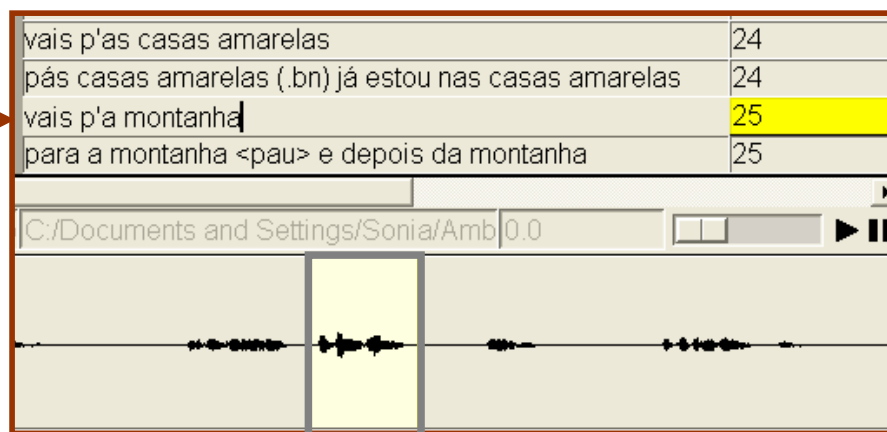 vais p'as casas amarelas 24
pás casas amarelas (.bn) já estou nas casas amarelas 24
vais p'a montanha 25
para a montanha <pau> e depois da montanha 25
C:/Documents and Settings/Sonia/Amb 0.0